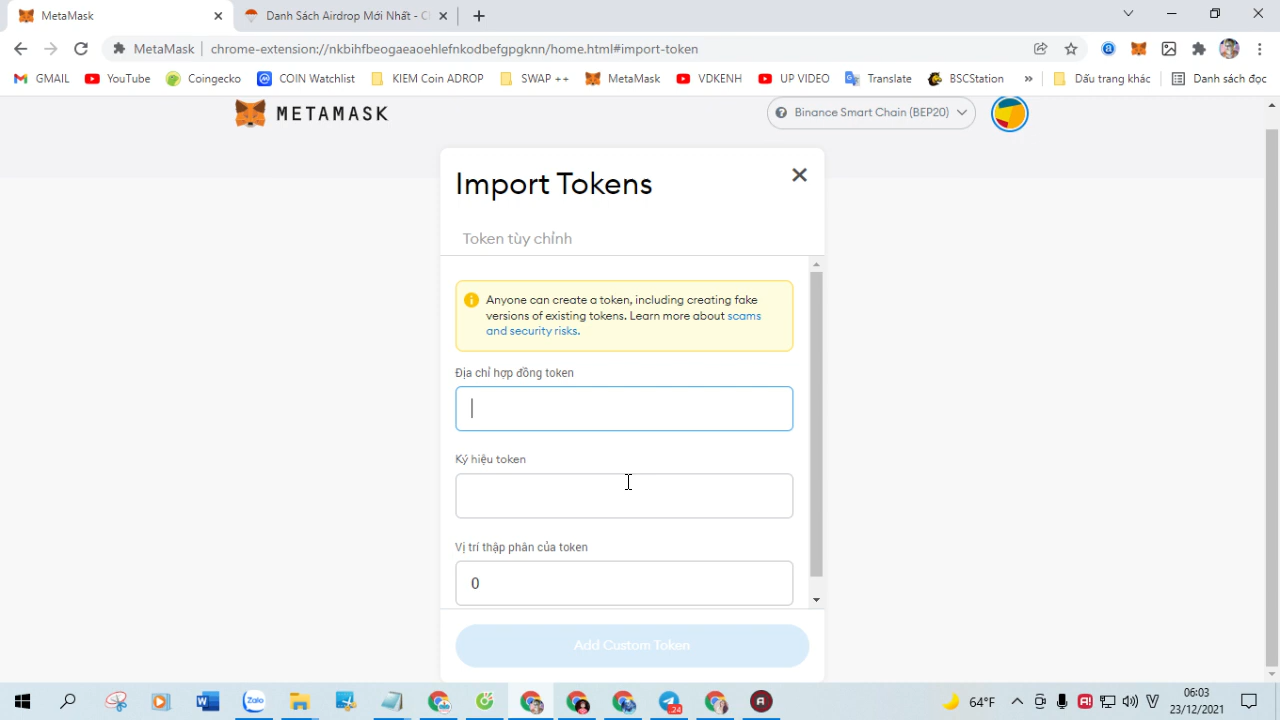 MetaMask
Danh Sách Airdrop Mới Nhất - C
MetaMask
chrome-extension://nkbihfbeogaeaoehlefnkodbefgpgknn/home.html#import-token
GMAIL
YouTube
Coingecko
COIN Watchlist
KIEM Coin ADROP
SWAP ++
MetaMask
VDKENH
UP VIDEO
Translate
BSCStation
»
Dấu trang khác
Danh sách đọc
METAMASK
Binance Smart Chain (BEP20)
Import Tokens
Token tùy chỉnh
Anyone can create a token, including creating fake
versions of existing tokens. Learn more about scams
and security risks.
Địa chỉ hợp đồng token
Ký hiệu token
Vị trí thập phân của token
0
Add Custom Token
Zalo
24
64°F
06:03
23/12/2021